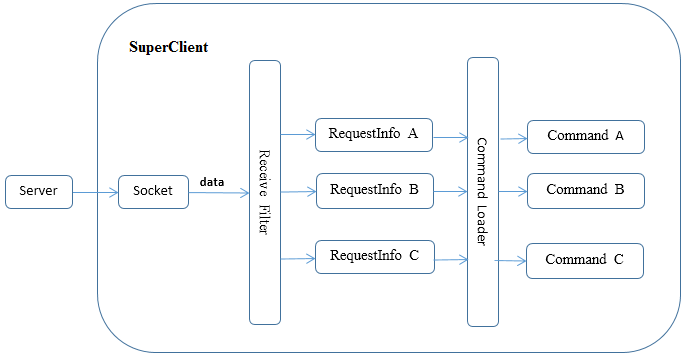 SuperClient
Server
Socket
data
Receive Filter
RequestInfo A
RequestInfo B
RequestInfo C
Command Loader
Command A
Command B
Command C